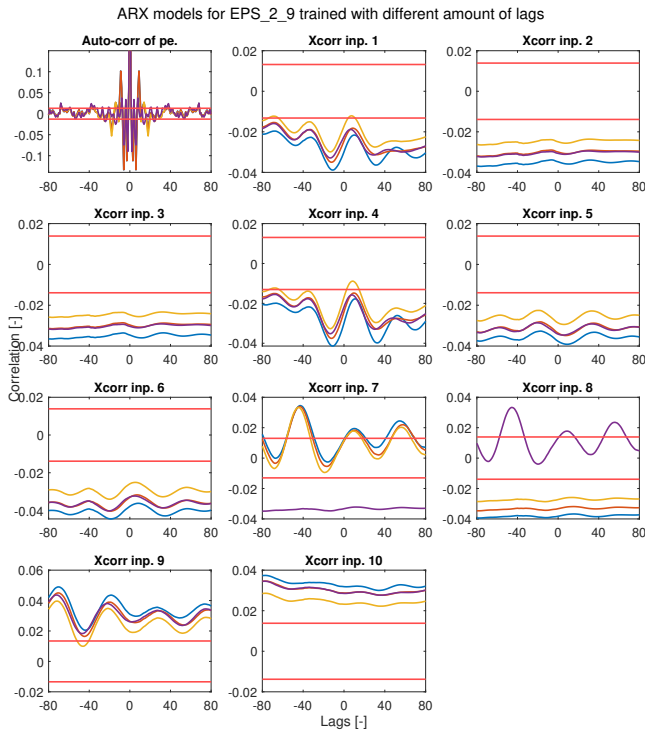 ARX models for EPS_2_9 trained with different amount of lags
Auto-corr of pe.
Xcorr inp. 1
Xcorr inp. 2
0.1
0.05
0
-0.05
-0.1
-80 -40 0 40 80
0.02
0
-0.02
-0.04
-80 -40 0 40 80
0.02
0
-0.02
-0.04
-80 -40 0 40 80
Xcorr inp. 3
Xcorr inp. 4
Xcorr inp. 5
0.02
0
-0.02
-0.04
-80 -40 0 40 80
0.02
0
-0.02
-0.04
-80 -40 0 40 80
0.02
0
-0.02
-0.04
-80 -40 0 40 80
Correlation [-]
Xcorr inp. 6
Xcorr inp. 7
Xcorr inp. 8
0.02
0
-0.02
-0.04
-80 -40 0 40 80
0.04
0.02
0
-0.02
-0.04
-80 -40 0 40 80
0.04
0.02
0
-0.02
-0.04
-80 -40 0 40 80
Xcorr inp. 9
Xcorr inp. 10
0.06
0.04
0.02
0
-0.02
-80 -40 0 40 80
0.04
0.02
0
-0.02
-80 -40 0 40 80
Lags [-]